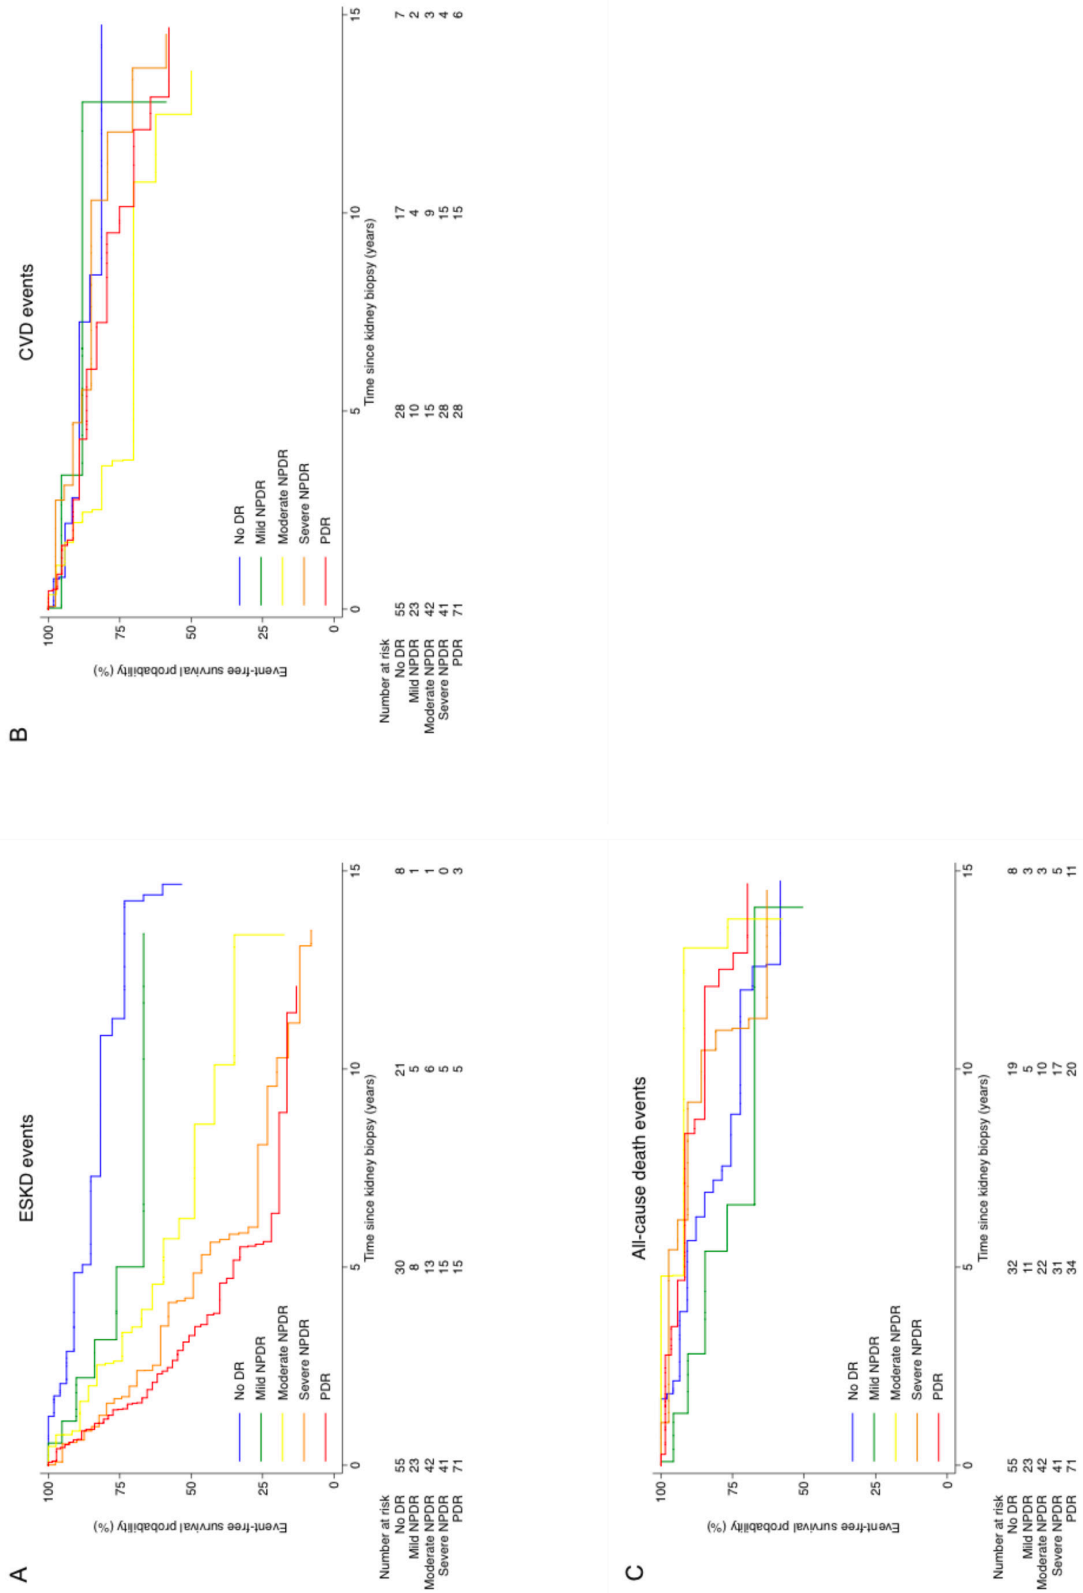 A
ESKD events
Event-free survival probability (%)
100
75
50
25
0
No DR
Mild NPDR
Moderate NPDR
Severe NPDR
PDR
0 5 10 15
Time since kidney biopsy (years)
Number at risk
No DR 55 30 21 8
Mild NPDR 23 8 5 1
Moderate NPDR 42 13 6 1
Severe NPDR 41 15 5 0
PDR 71 15 5 3
B
CVD events
Event-free survival probability (%)
100
75
50
25
0
No DR
Mild NPDR
Moderate NPDR
Severe NPDR
PDR
0 5 10 15
Time since kidney biopsy (years)
Number at risk
No DR 55 28 17 7
Mild NPDR 23 10 4 2
Moderate NPDR 42 15 9 3
Severe NPDR 41 28 15 4
PDR 71 28 15 6
C
All-cause death events
Event-free survival probability (%)
100
75
50
25
0
No DR
Mild NPDR
Moderate NPDR
Severe NPDR
PDR
0 5 10 15
Time since kidney biopsy (years)
Number at risk
No DR 55 32 19 8
Mild NPDR 23 11 5 3
Moderate NPDR 42 22 10 3
Severe NPDR 41 31 17 5
PDR 71 34 20 11